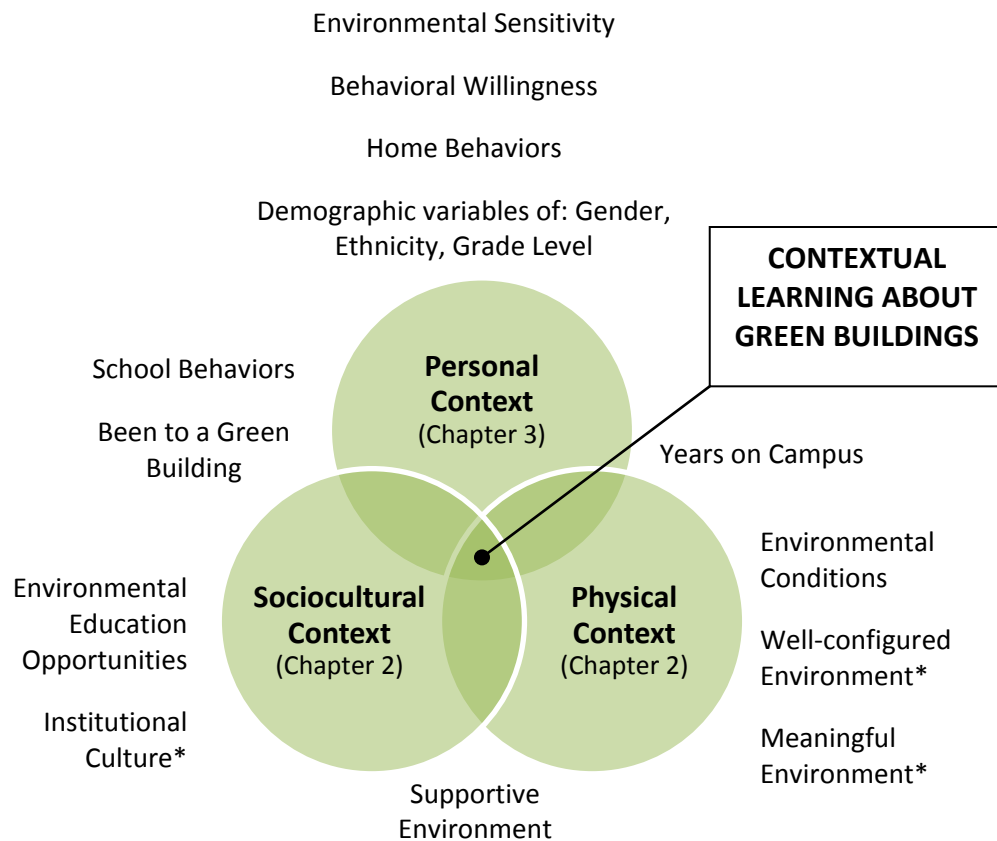 Environmental Sensitivity
Behavioral Willingness
Home Behaviors
Demographic variables of: Gender,
Ethnicity, Grade Level
CONTEXTUAL
LEARNING ABOUT
GREEN BUILDINGS
Personal
Context
(Chapter 3)
School Behaviors
Been to a Green
Building
Years on Campus
Sociocultural
Context
(Chapter 2)
Physical
Context
(Chapter 2)
Environmental
Education
Opportunities
Institutional
Culture*
Environmental
Conditions
Well-configured
Environment*
Meaningful
Environment*
Supportive
Environment